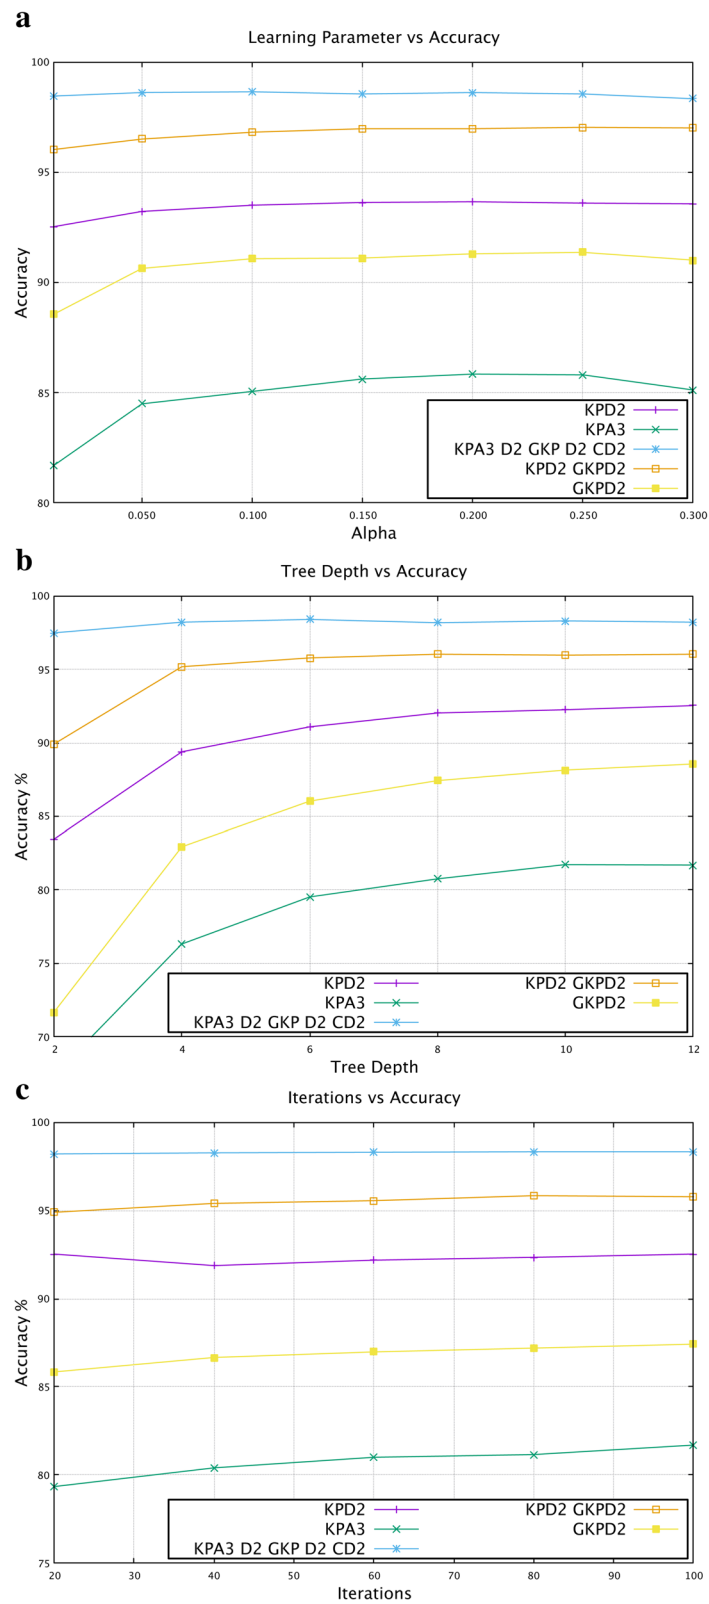 a
Learning Parameter vs Accuracy
100
95
90
85
80
Accuracy
KPD2
KPA3
KPA3 D2 GKP D2 CD2
KPD2 GKPD2
GKPD2
0.050 0.100 0.150 0.200 0.250 0.300
Alpha
b
Tree Depth vs Accuracy
100
95
90
85
80
75
70
Accuracy %
KPD2 KPD2 GKPD2
KPA3 GKPD2
KPA3 D2 GKP D2 CD2
2 4 6 8 10 12
Tree Depth
c
Iterations vs Accuracy
100
95
90
85
80
75
Accuracy %
KPD2 KPD2 GKPD2
KPA3 GKPD2
KPA3 D2 GKP D2 CD2
20 30 40 50 60 70 80 90 100
Iterations